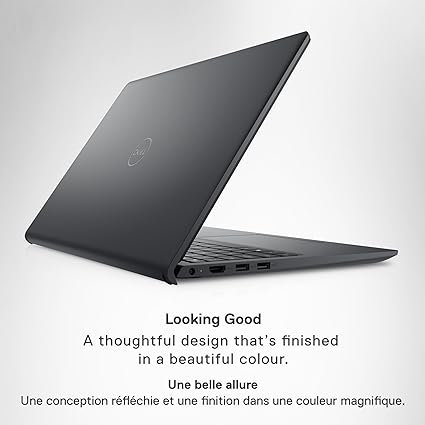 DELL
Looking Good
A thoughtful design that's finished
in a beautiful colour.
Une belle allure
Une conception réfléchie et une finition dans une couleur magnifique.